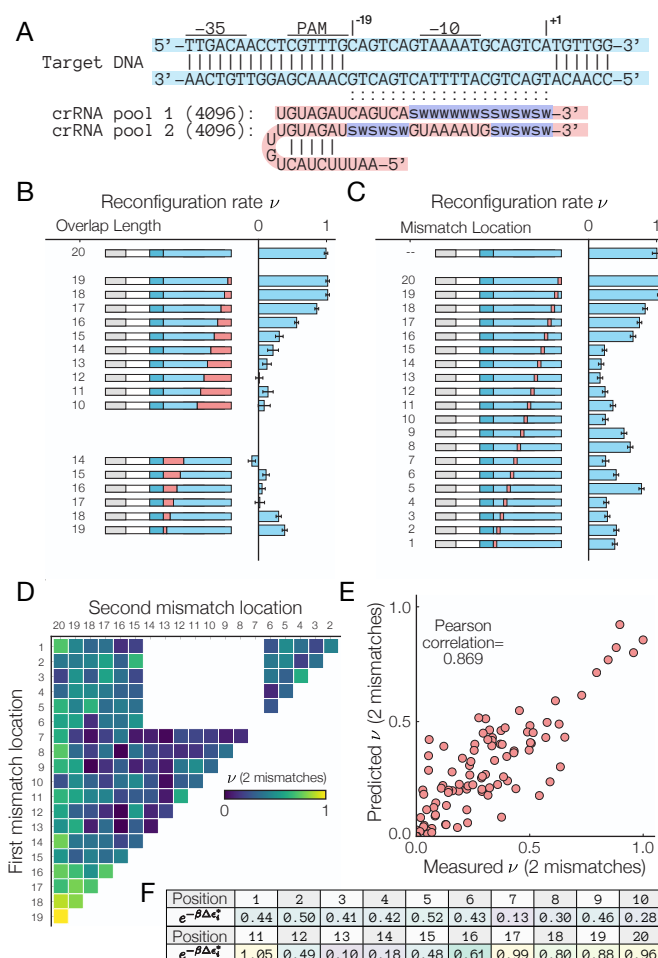 A
-35 PAM -19 -10 +1
5'-TTGACAACCTCGTTTGCAGTCAGTAAAATGCAGTCATGTTGG-3'
Target DNA
3'-AACTGTTGGAGCAAACGTCAGTCATTTTACGTCAGTACAACC-5'
crRNA pool 1 (4096): UGUAGAUCAGUCAswwwwwwsswswsw-3'
crRNA pool 2 (4096): UGUAGAUswswswGUAAAAUGswswsw-3'
U
G
UCAUCUUUAA-5'
B
Reconfiguration rate ν
Overlap Length 0 1
20
19
18
17
16
15
14
13
12
11
10
14
15
16
17
18
19
C
Reconfiguration rate ν
Mismatch Location 0 1
--
20
19
18
17
16
15
14
13
12
11
10
9
8
7
6
5
4
3
2
1
D
Second mismatch location
20 19 18 17 16 15 14 13 12 11 10 9 8 7 6 5 4 3 2
First mismatch location
1
2
3
4
5
6
7
8
9
10
11
12
13
14
15
16
17
18
19
ν (2 mismatches)
0 1
E
Pearson
correlation=
0.869
Predicted ν (2 mismatches)
1.0
0.5
0.0
0.5 1.0
Measured ν (2 mismatches)
F
Position 1 2 3 4 5 6 7 8 9 10
e^−βΔϵ*ᵢ 0.44 0.50 0.41 0.42 0.52 0.43 0.13 0.30 0.46 0.28
Position 11 12 13 14 15 16 17 18 19 20
e^−βΔϵ*ᵢ 1.05 0.49 0.10 0.18 0.48 0.61 0.99 0.80 0.88 0.96